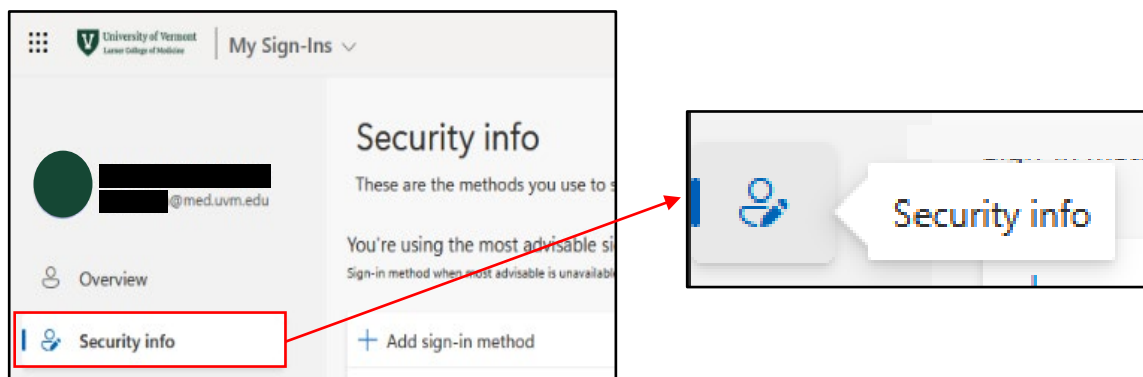 University of Vermont
Larner College of Medicine
My Sign-Ins
Security info
These are the methods you use to s
@med.uvm.edu
You're using the most advisable si
Sign-in method when most advisable is unavailable
Overview
Security info
Add sign-in method
Security info